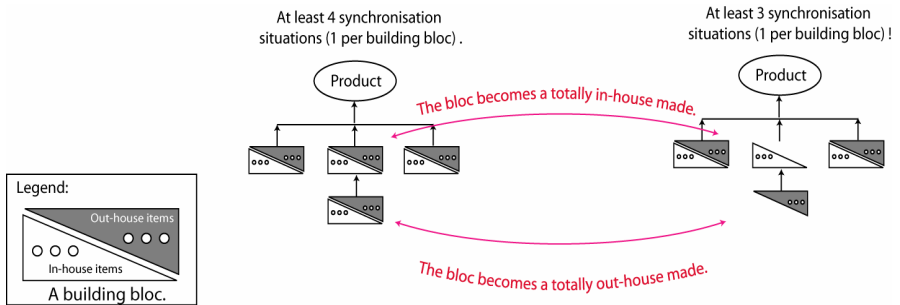 At least 4 synchronisation
situations (1 per building bloc) .
Product
At least 3 synchronisation
situations (1 per building bloc) !
Product
The bloc becomes a totally in-house made.
The bloc becomes a totally out-house made.
Legend:
Out-house items
In-house items
A building bloc.